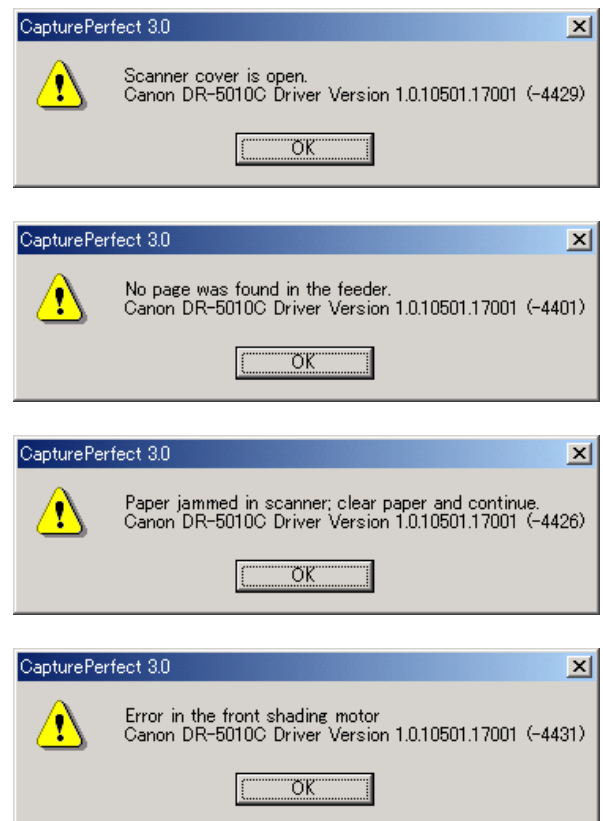 CapturePerfect 3.0
Scanner cover is open.
Canon DR-5010C Driver Version 1.0.10501.17001 (-4429)
OK
CapturePerfect 3.0
No page was found in the feeder.
Canon DR-5010C Driver Version 1.0.10501.17001 (-4401)
OK
CapturePerfect 3.0
Paper jammed in scanner; clear paper and continue.
Canon DR-5010C Driver Version 1.0.10501.17001 (-4426)
OK
CapturePerfect 3.0
Error in the front shading motor
Canon DR-5010C Driver Version 1.0.10501.17001 (-4431)
OK